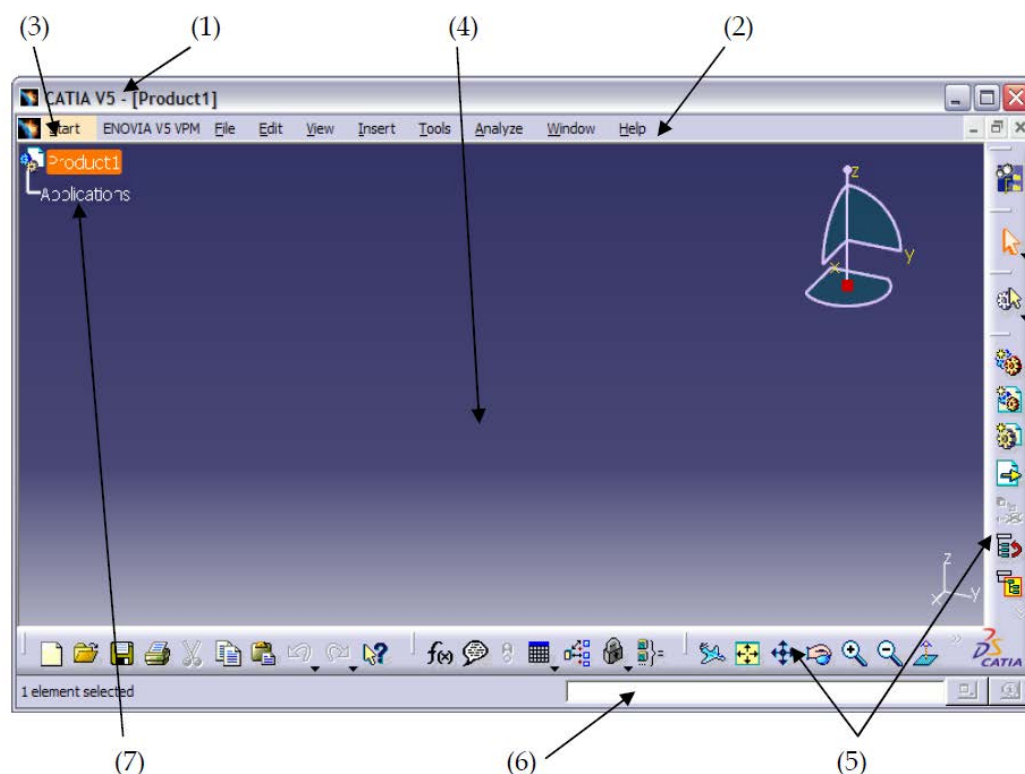 (3) (1) (4) (2)
CATIA V5 - [Product1]
Start ENOVIA V5 VPM File Edit View Insert Tools Analyze Window Help
Product1
Applications
z
y
x
z
x y
f(x)
?
DS
CATIA
1 element selected
(7) (6) (5)